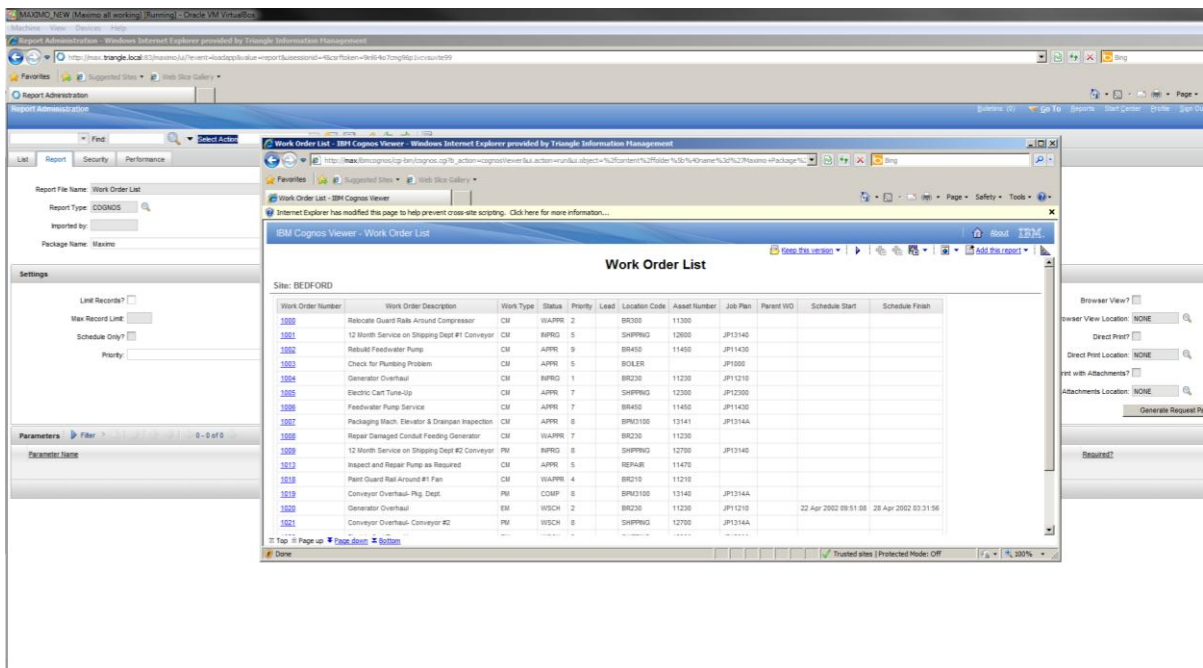 MAXIMO_NEW (Maximo all working) [Running] - Oracle VM VirtualBox
Machine View Devices Help
Report Administration - Windows Internet Explorer provided by Triangle Information Management
Bing
Favorites Suggested Sites Web Slice Gallery
Report Administration
Page
Report Administration
Bulletins: (0) Go To Reports Start Center Profile Sign Out
Find: Select Action
List Report Security Performance
Report File Name: Work Order List
Report Type: COGNOS
Imported by:
Package Name: Maximo
Settings
Limit Records?
Max Record Limit:
Schedule Only?
Priority:
Browser View?
Browser View Location: NONE
Direct Print?
Direct Print Location: NONE
Print with Attachments?
Attachments Location: NONE
Generate Request Pa
Parameters Filter 0 - 0 of 0
Parameter Name
Required?
Work Order List - IBM Cognos Viewer - Windows Internet Explorer provided by Triangle Information Management
Bing
Favorites Suggested Sites Web Slice Gallery
Work Order List - IBM Cognos Viewer
Page Safety Tools
Internet Explorer has modified this page to help prevent cross-site scripting. Click here for more information...
IBM Cognos Viewer - Work Order List
About IBM.
Keep this version Add this report
Work Order List
Site: BEDFORD
Work Order Number Work Order Description Work Type Status Priority Lead Location Code Asset Number Job Plan Parent WO Schedule Start Schedule Finish
1000 Relocate Guard Rails Around Compressor CM WAPPR 2 BR300 11300
1001 12 Month Service on Shipping Dept #1 Conveyor CM INPRG 5 SHIPPING 12600 JP13140
1002 Rebuild Feedwater Pump CM APPR 9 BR450 11450 JP11430
1003 Check for Plumbing Problem CM APPR 5 BOILER JP1000
1004 Generator Overhaul CM INPRG 1 BR230 11230 JP11210
1005 Electric Cart Tune-Up CM APPR 7 SHIPPING 12300 JP12300
1006 Feedwater Pump Service CM APPR 7 BR450 11450 JP11430
1007 Packaging Mach. Elevator & Drainpan Inspection CM APPR 8 BPM3100 13141 JP1314A
1008 Repair Damaged Conduit Feeding Generator CM WAPPR 7 BR230 11230
1009 12 Month Service on Shipping Dept #2 Conveyor PM INPRG 8 SHIPPING 12700 JP13140
1013 Inspect and Repair Pump as Required CM APPR 5 REPAIR 11470
1018 Paint Guard Rail Around #1 Fan CM WAPPR 4 BR210 11210
1019 Conveyor Overhaul- Pkg. Dept. PM COMP 8 BPM3100 13140 JP1314A
1020 Generator Overhaul EM WSCH 2 BR230 11230 JP11210 22 Apr 2002 09:51:08 28 Apr 2002 03:31:56
1021 Conveyor Overhaul- Conveyor #2 PM WSCH 8 SHIPPING 12700 JP1314A
Top Page up Page down Bottom
Done
Trusted sites | Protected Mode: Off 100%